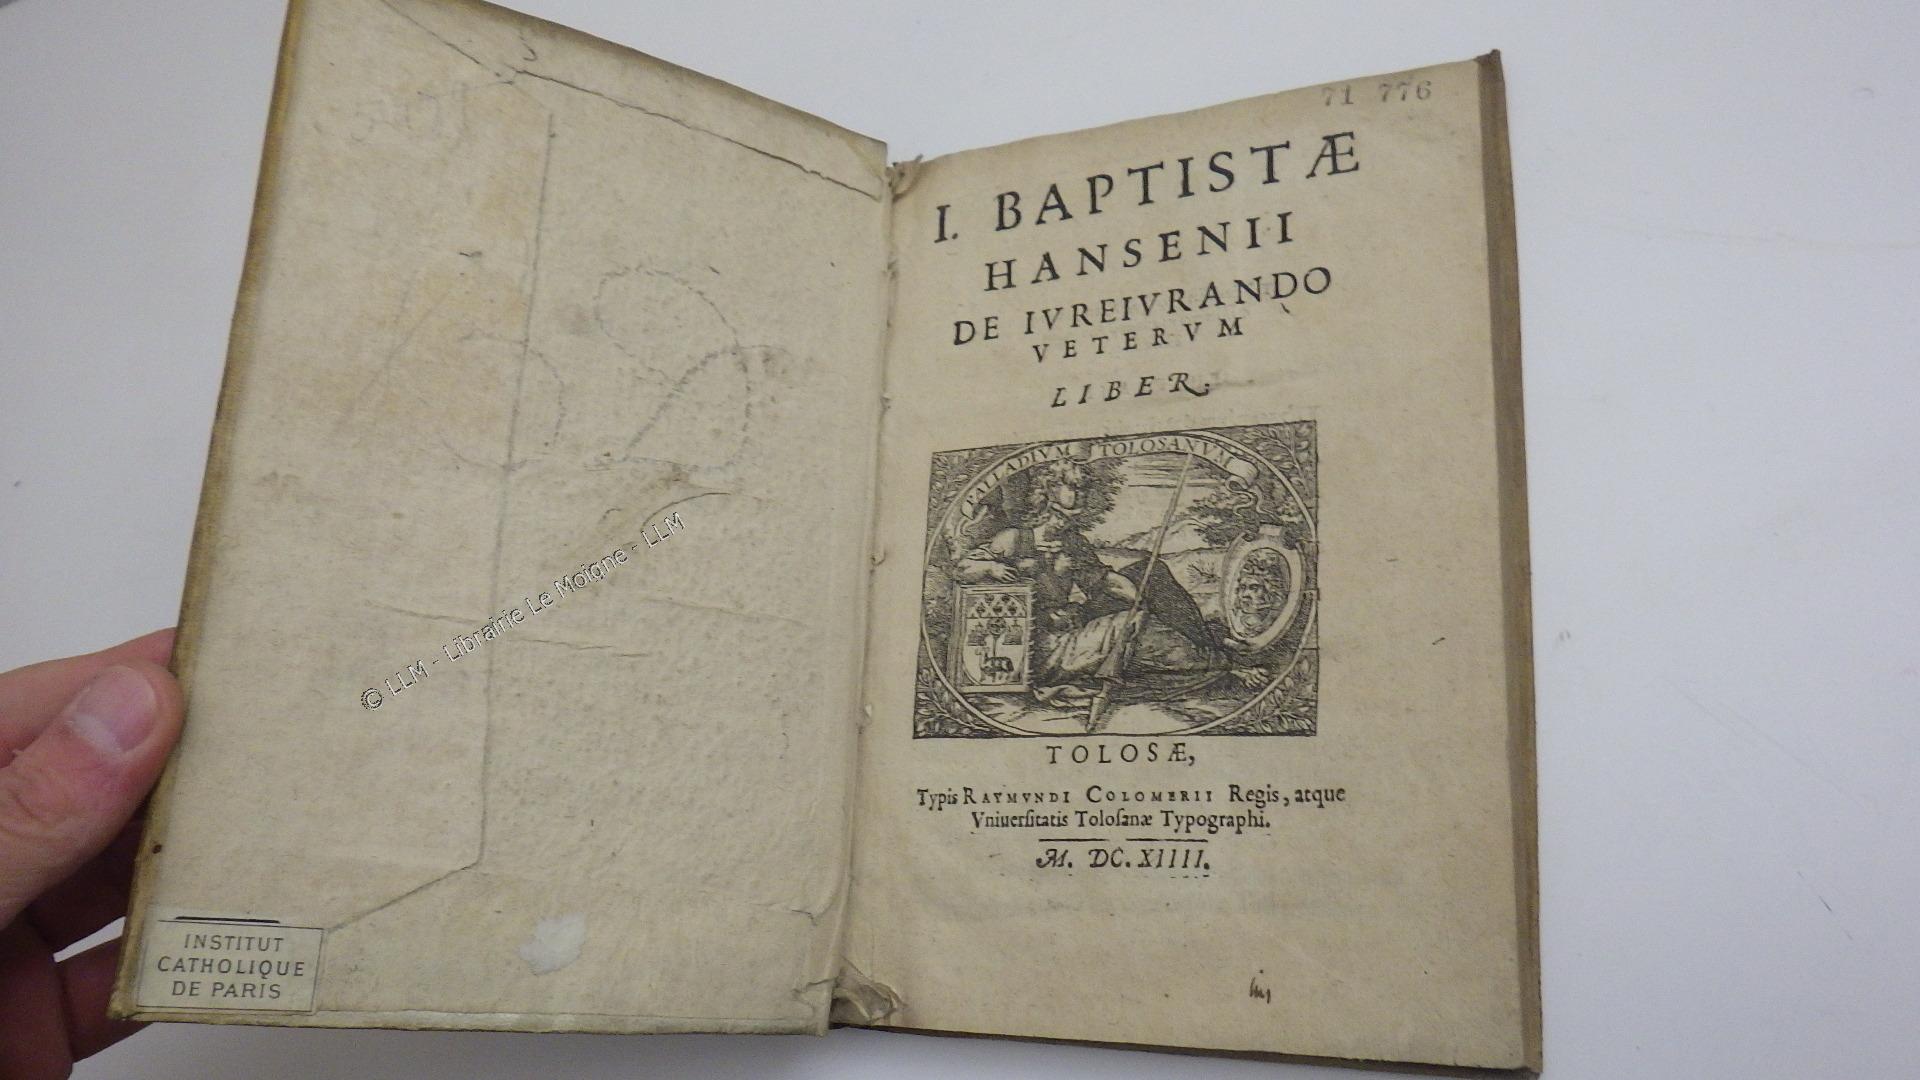 71 776
I. BAPTISTÆ
HANSENII
DE IVREIVRANDO
VETERVM
LIBER.
PALLADIVM TOLOSANVM
TOLOSÆ,
Typis RAYMVNDI COLOMERII Regis, atque
Vniuerſitatis Toloſanæ Typographi.
M. DC. XIIII.
© LLM - Librairie Le Moigne - LLM
INSTITUT
CATHOLIQUE
DE PARIS